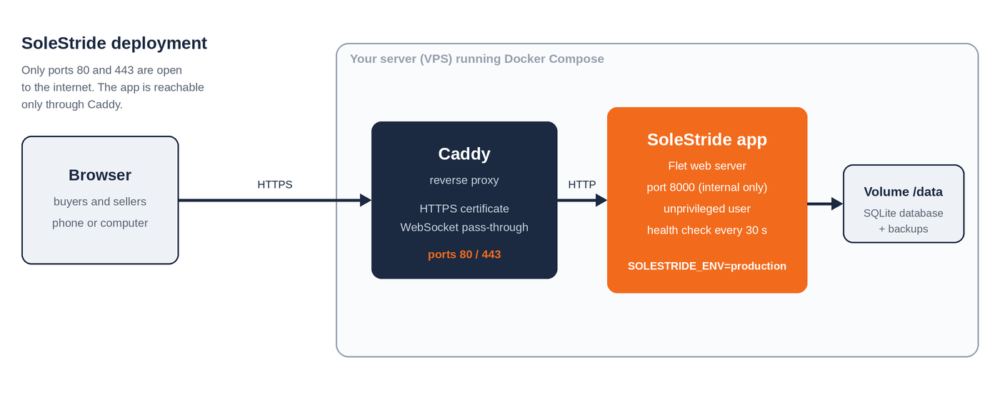 SoleStride deployment
Only ports 80 and 443 are open
to the internet. The app is reachable
only through Caddy.
Your server (VPS) running Docker Compose
Browser
buyers and sellers
phone or computer
HTTPS
Caddy
reverse proxy
HTTPS certificate
WebSocket pass-through
ports 80 / 443
HTTP
SoleStride app
Flet web server
port 8000 (internal only)
unprivileged user
health check every 30 s
SOLESTRIDE_ENV=production
Volume /data
SQLite database
+ backups